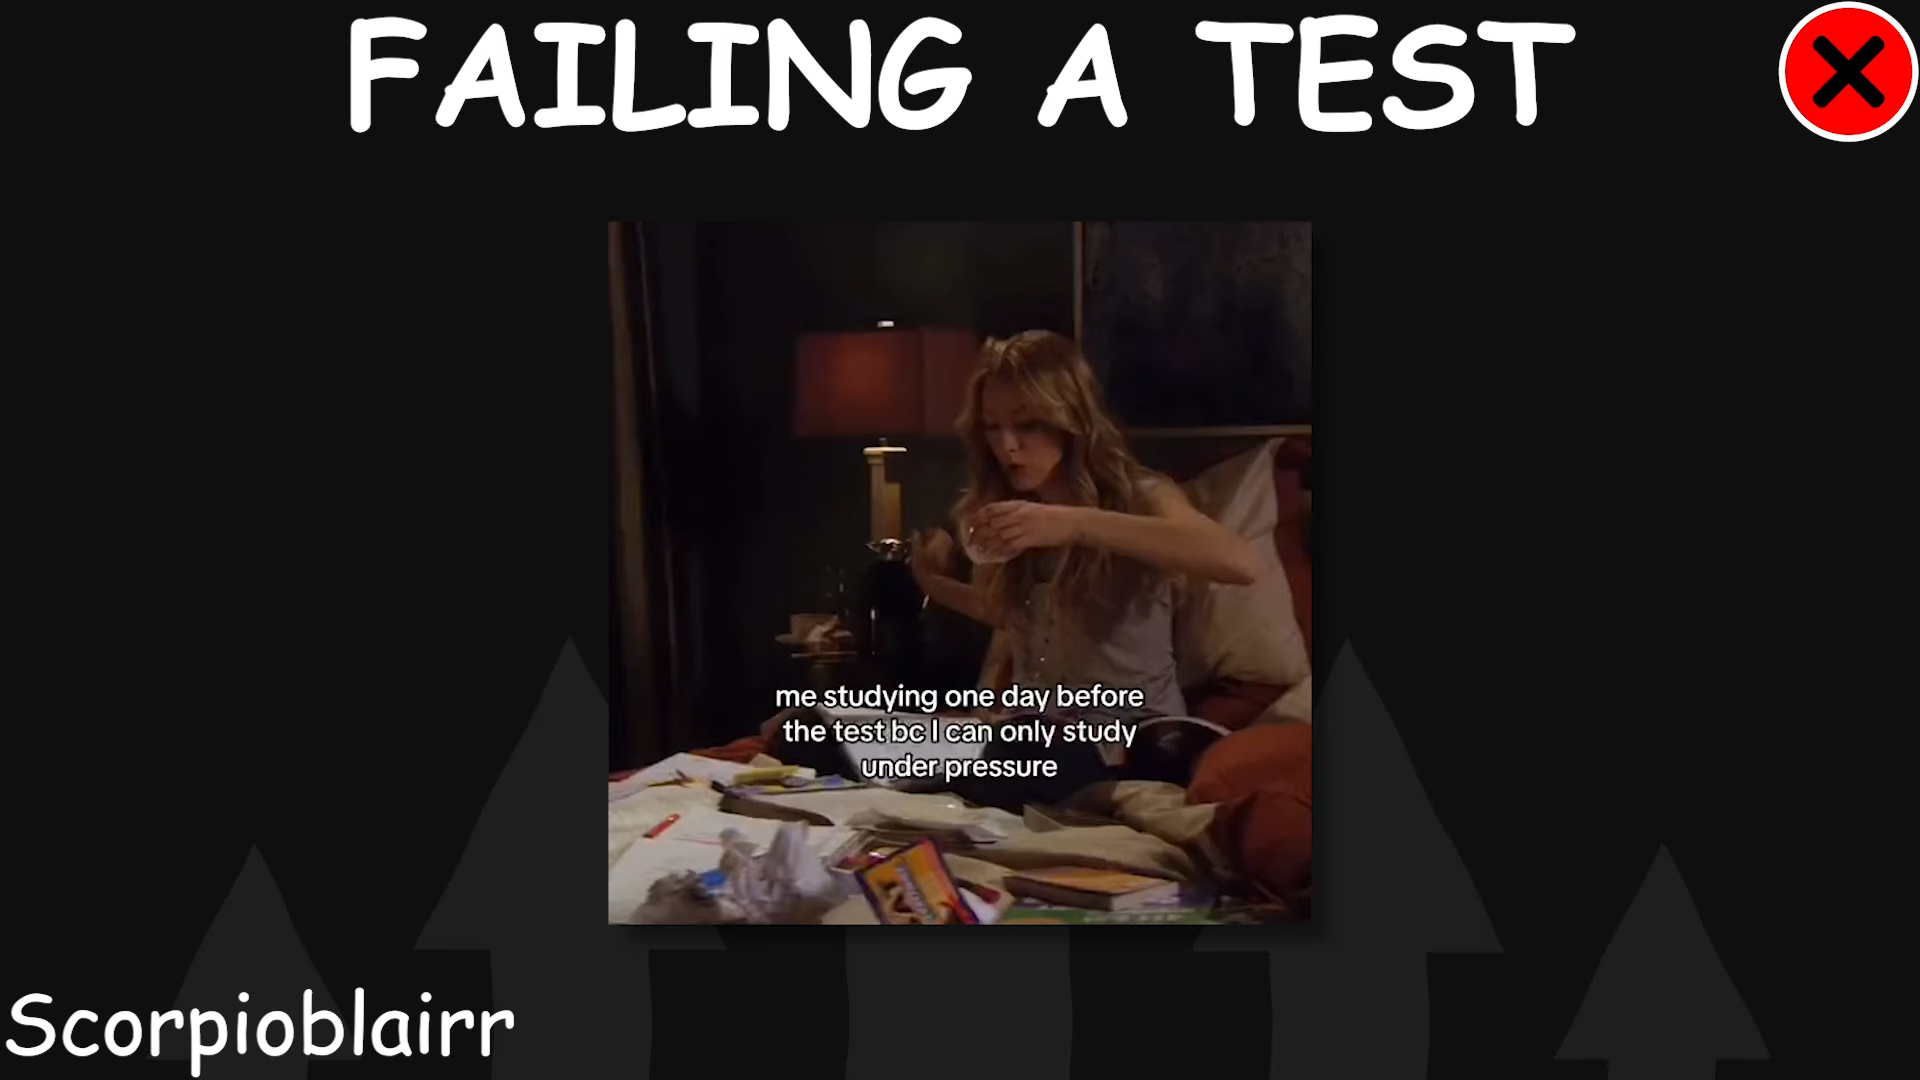 FAILING A TEST
me studying one day before
the test bc I can only study
under pressure
Scorpioblairr